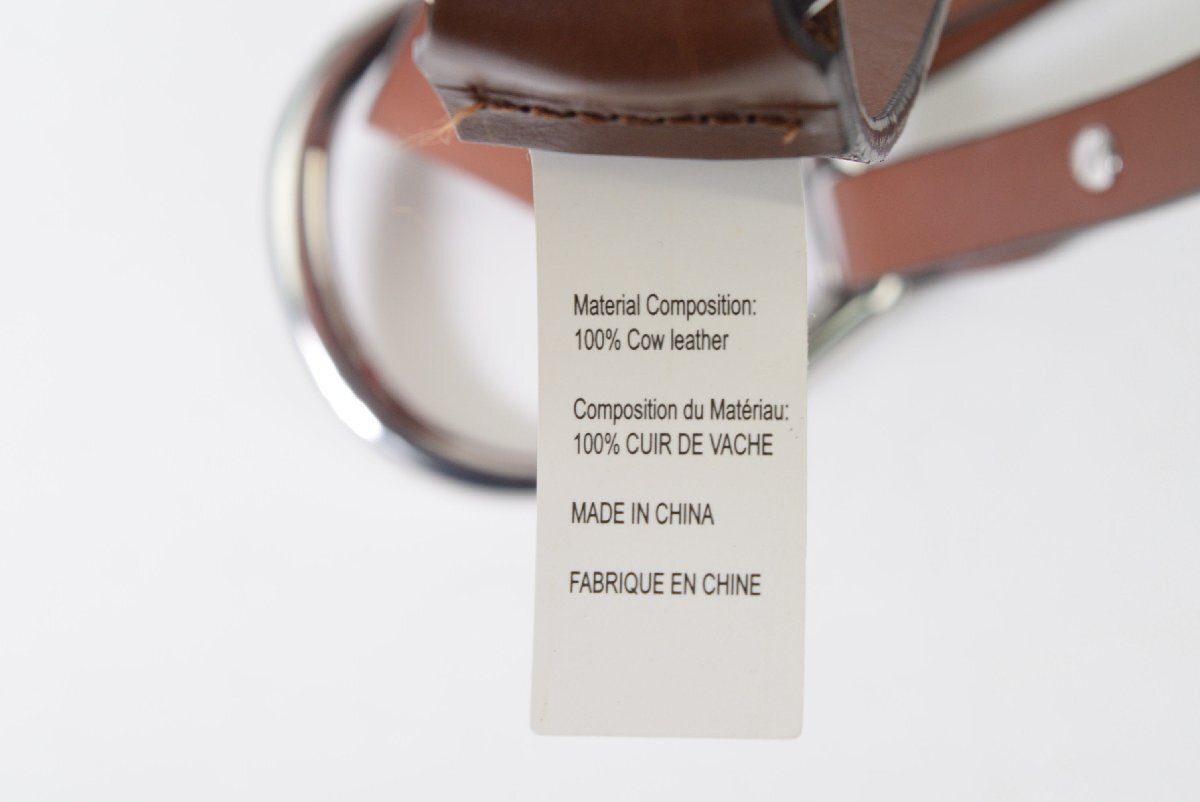 Material Composition:
100% Cow leather
Composition du Matériau:
100% CUIR DE VACHE
MADE IN CHINA
FABRIQUE EN CHINE